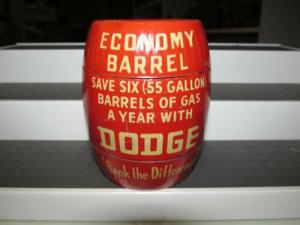 ECONOMY
BARREL
SAVE SIX (55 GALLON)
BARRELS OF GAS
A YEAR WITH
DODGE
the